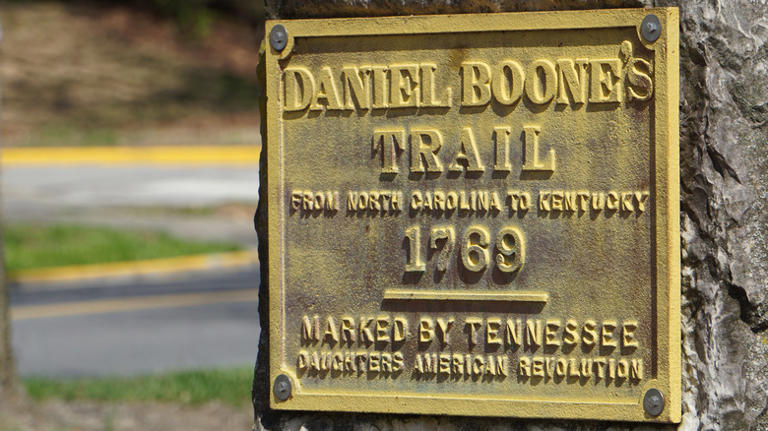 DANIEL BOONE'S
TRAIL
FROM NORTH CAROLINA TO KENTUCKY
1769
MARKED BY TENNESSEE
DAUGHTERS AMERICAN REVOLUTION